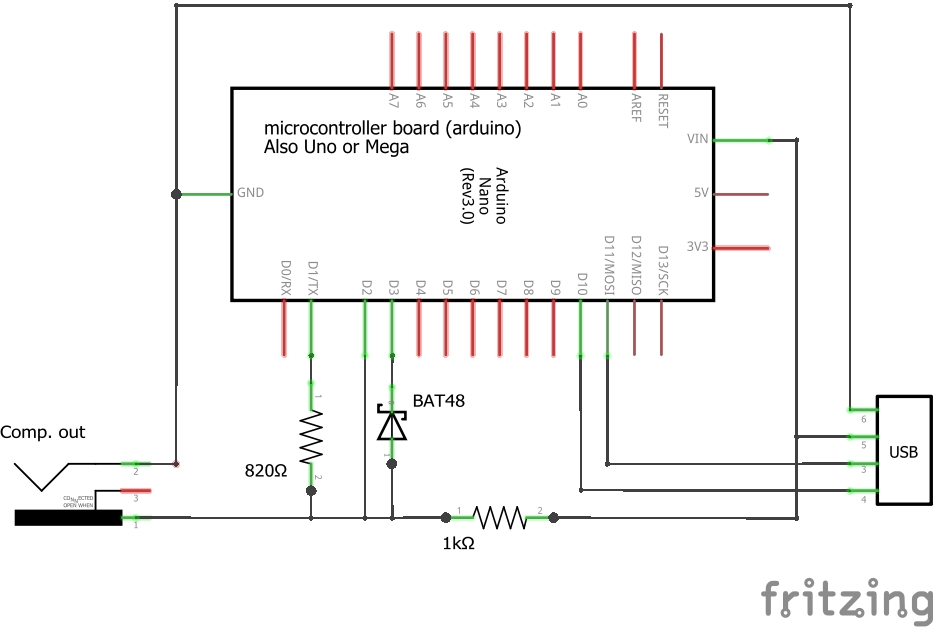 A7
A6
A5
A4
A3
A2
A1
A0
AREF
RESET
microcontroller board (arduino)
Also Uno or Mega
VIN
GND
Arduino
Nano
(Rev3.0)
5V
3V3
D0/RX
D1/TX
D2
D3
D4
D5
D6
D7
D8
D9
D10
D11/MOSI
D12/MISO
D13/SCK
1
BAT48
6
Comp. out
5
USB
2
820Ω
2
1
3
3
4
OPEN WHEN
1
1
2
1kΩ
fritzing